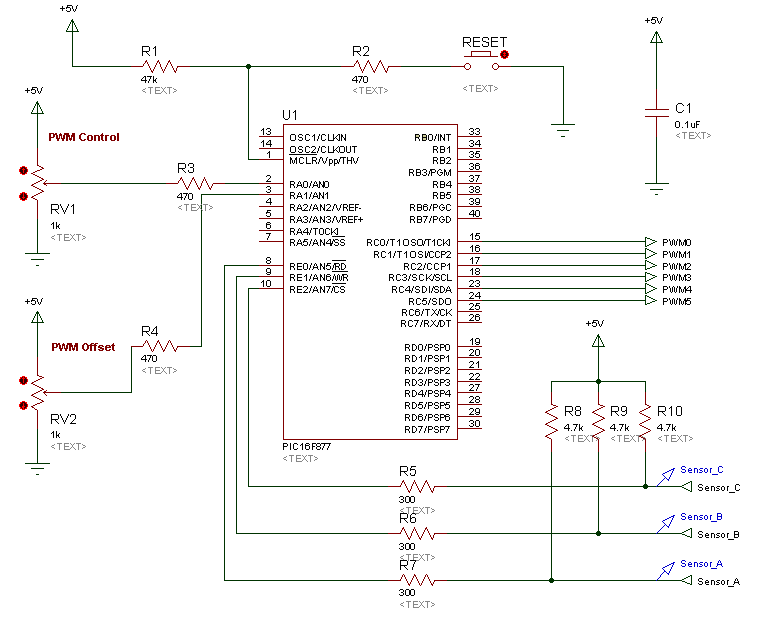 +5V
+5V
R1
47k
<TEXT>
R2
470
<TEXT>
RESET
<TEXT>
C1
0.1uF
<TEXT>
+5V
PWM Control
RV1
1k
<TEXT>
R3
470
<TEXT>
U1
13 OSC1/CLKIN
14 OSC2/CLKOUT
1 MCLR/Vpp/THV
2 RA0/AN0
3 RA1/AN1
4 RA2/AN2/VREF-
5 RA3/AN3/VREF+
6 RA4/T0CKI
7 RA5/AN4/SS
8 RE0/AN5/RD
9 RE1/AN6/WR
10 RE2/AN7/CS
RB0/INT 33
RB1 34
RB2 35
RB3/PGM 36
RB4 37
RB5 38
RB6/PGC 39
RB7/PGD 40
RC0/T1OSO/T1CKI 15 PWM0
RC1/T1OSI/CCP2 16 PWM1
RC2/CCP1 17 PWM2
RC3/SCK/SCL 18 PWM3
RC4/SDI/SDA 23 PWM4
RC5/SDO 24 PWM5
RC6/TX/CK 25
RC7/RX/DT 26
RD0/PSP0 19
RD1/PSP1 20
RD2/PSP2 21
RD3/PSP3 22
RD4/PSP4 27
RD5/PSP5 28
RD6/PSP6 29
RD7/PSP7 30
PIC16F877
<TEXT>
+5V
PWM Offset
RV2
1k
<TEXT>
R4
470
<TEXT>
+5V
R8
4.7k
<TEXT>
R9
4.7k
<TEXT>
R10
4.7k
<TEXT>
R5
300
<TEXT>
Sensor_C
Sensor_C
R6
300
<TEXT>
Sensor_B
Sensor_B
R7
300
<TEXT>
Sensor_A
Sensor_A